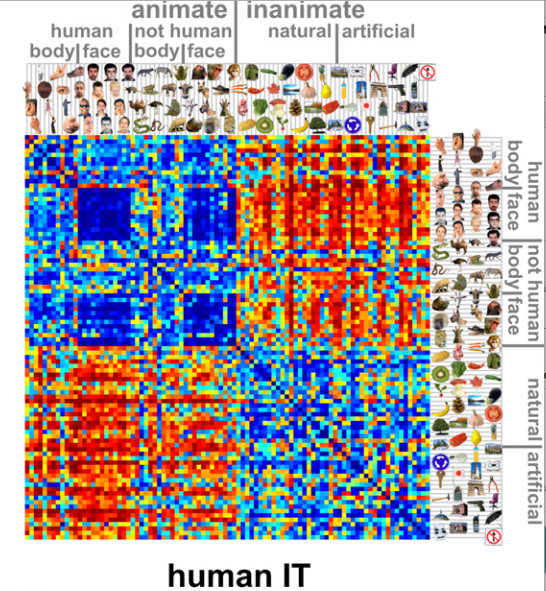 animate inanimate
human not human natural artificial
body face body face
human
body face
not human
body face
natural artificial
human IT